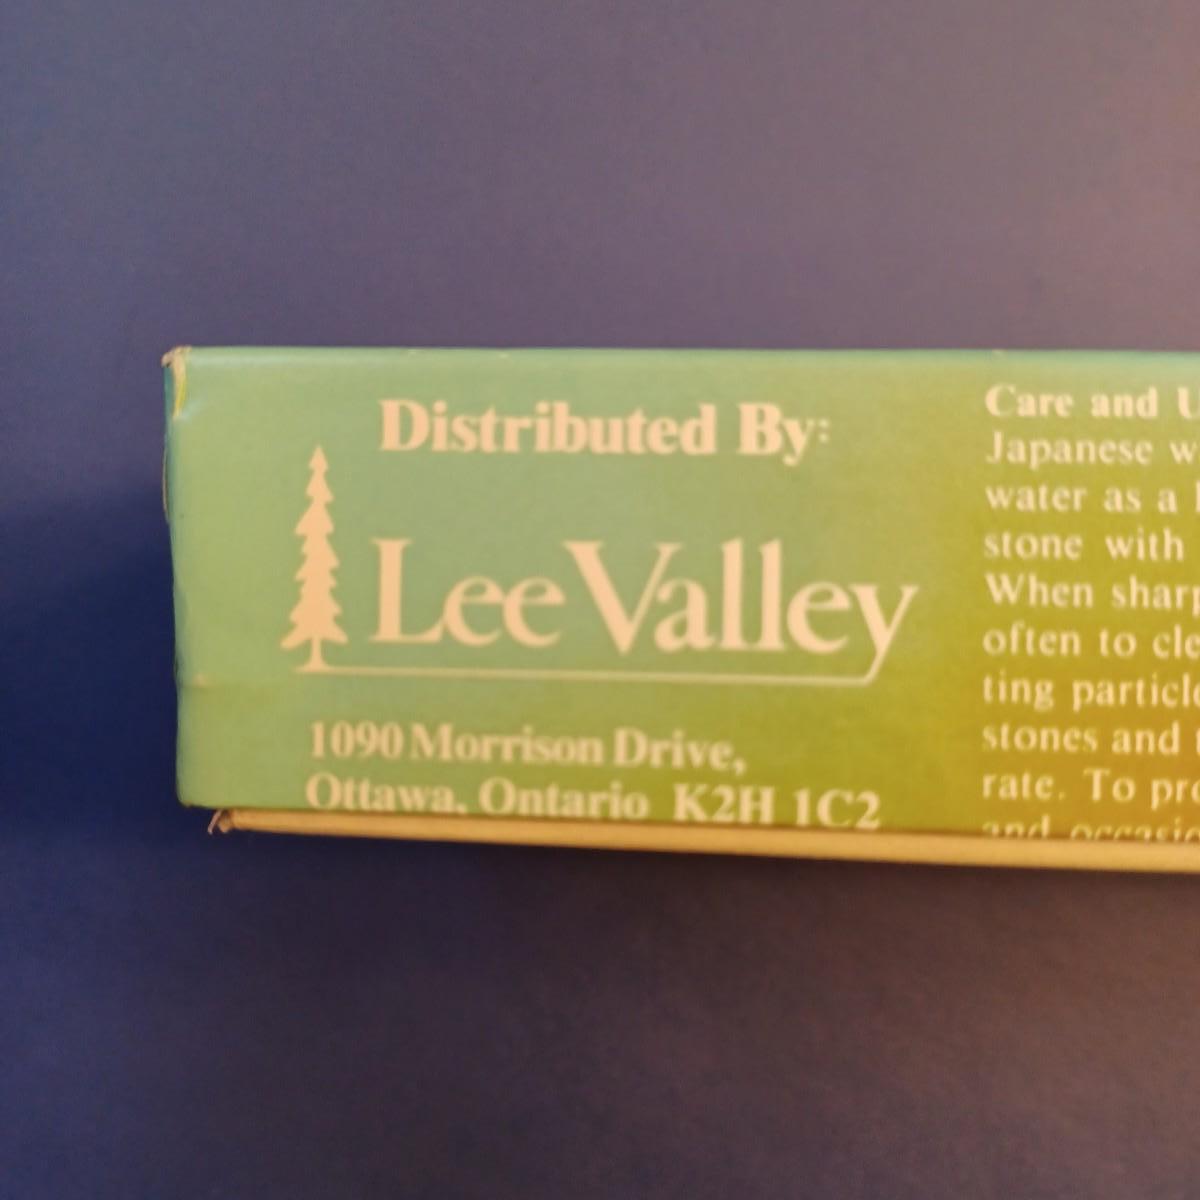 Distributed By:
Lee Valley
1090 Morrison Drive,
Ottawa, Ontario K2H 1C2
Care and
Japanese
water as a
stone with
When
often to
ting
stones and
rate. To
and